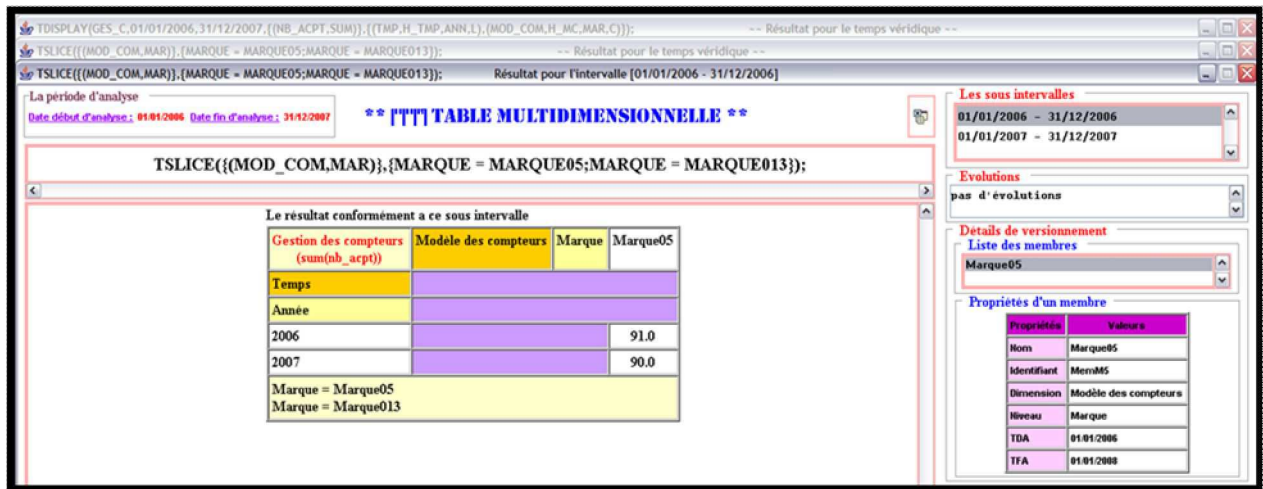 TDISPLAY(GES_C,01/01/2006,31/12/2007,{(NB_ACPT,SUM)},{(TMP,H_TMP,ANN,L),(MOD_COM,H_MC,MAR,C)}); -- Résultat pour le temps véridique --
TSLICE({(MOD_COM,MAR)},{MARQUE = MARQUE05;MARQUE = MARQUE013}); -- Résultat pour le temps véridique --
TSLICE({(MOD_COM,MAR)},{MARQUE = MARQUE05;MARQUE = MARQUE013}); Résultat pour l'intervalle [01/01/2006 - 31/12/2006]
La période d'analyse
Date début d'analyse : 01/01/2006 Date fin d'analyse : 31/12/2007
** TABLE MULTIDIMENSIONNELLE **
TSLICE({(MOD_COM,MAR)},{MARQUE = MARQUE05;MARQUE = MARQUE013});
Le résultat conformément a ce sous intervalle
Gestion des compteurs (sum(nb_acpt)) Modèle des compteurs Marque Marque05
Temps
Année
2006 91.0
2007 90.0
Marque = Marque05
Marque = Marque013
Les sous intervalles
01/01/2006 - 31/12/2006
01/01/2007 - 31/12/2007
Evolutions
pas d'évolutions
Détails de versionnement
Liste des membres
Marque05
Propriétés d'un membre
Propriétés Valeurs
Nom Marque05
Identifiant MemM5
Dimension Modèle des compteurs
Niveau Marque
TDA 01/01/2006
TFA 01/01/2008